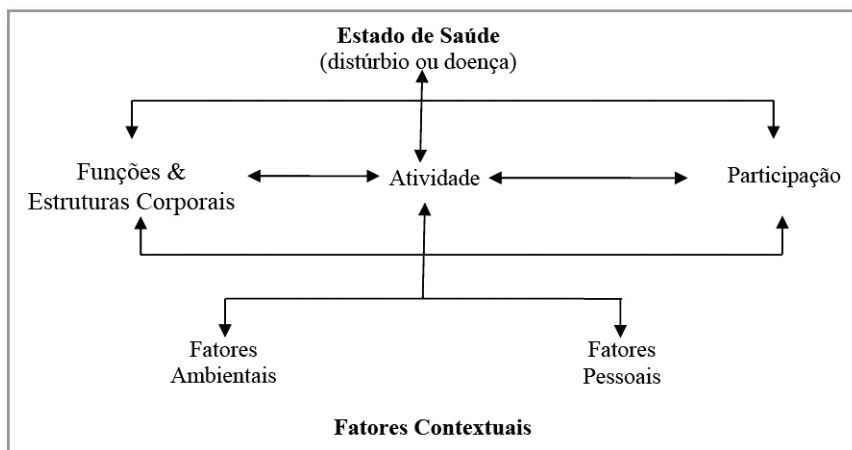 Estado de Saúde
(distúrbio ou doença)
Funções &
Estruturas Corporais
Atividade
Participação
Fatores
Ambientais
Fatores
Pessoais
Fatores Contextuais